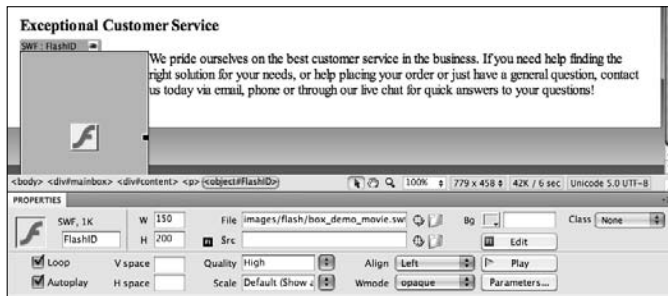 Exceptional Customer Service
SWF : FlashID
We pride ourselves on the best customer service in the business. If you need help finding the
right solution for your needs, or help placing your order or just have a general question, contact
us today via email, phone or through our live chat for quick answers to your questions!
<body> <div#mainbox> <div#content> <p> <object#FlashID> 100% 779 x 458 42K / 6 sec Unicode 5.0 UTF-8
PROPERTIES
SWF, 1K W 150 File images/flash/box_demo_movie.sw Bg Class None
FlashID H 200 Src Edit
Loop V space Quality High Align Left Play
Autoplay H space Scale Default (Show a Wmode opaque Parameters...